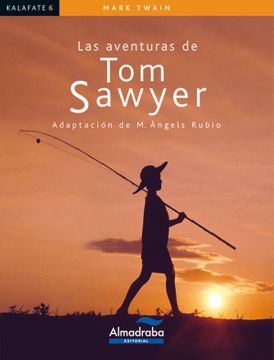 KALAFATE 6
MARK TWAIN
Las aventuras de
Tom
Sawyer
Adaptación de M. Àngels Rubio
Almadraba
EDITORIAL